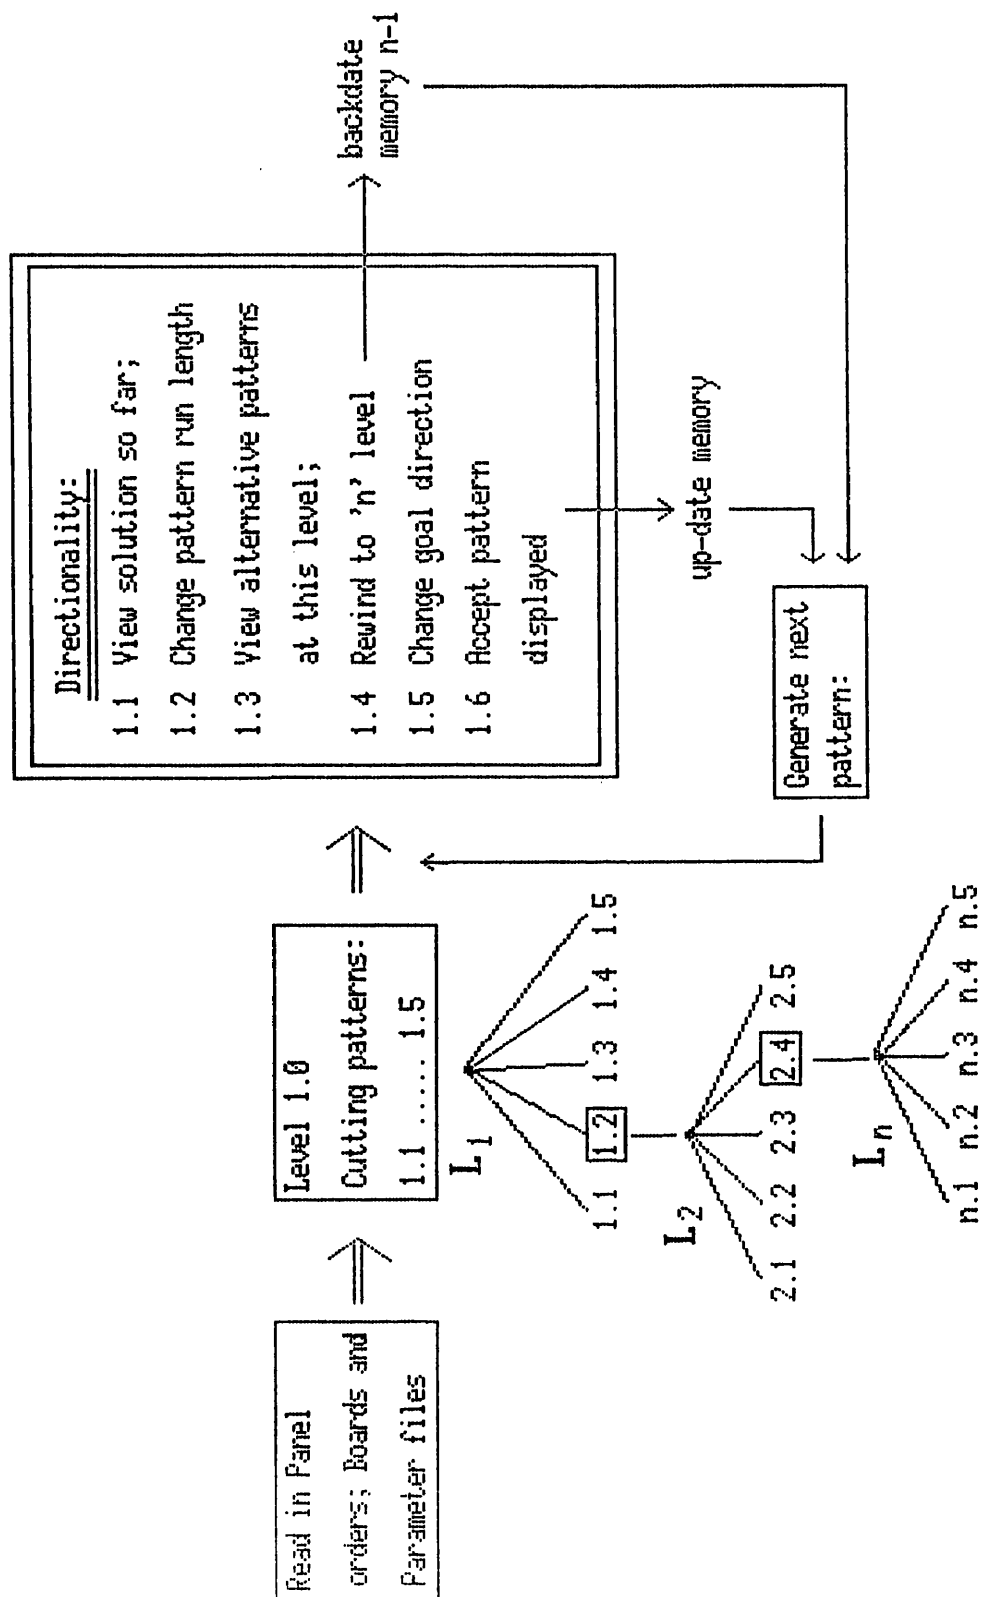 Read in Panel
orders; Boards and
Parameter files
Level 1.0
Cutting patterns:
1.1 ..... 1.5
L1
1.1 1.2 1.3 1.4 1.5
L2
2.1 2.2 2.3 2.4 2.5
Ln
n.1 n.2 n.3 n.4 n.5
Directionality:
1.1 View solution so far;
1.2 Change pattern run length
1.3 View alternative patterns
at this level;
1.4 Rewind to 'n' level
1.5 Change goal direction
1.6 Accept pattern
displayed
backdate
memory n-1
up-date memory
Generate next
pattern: